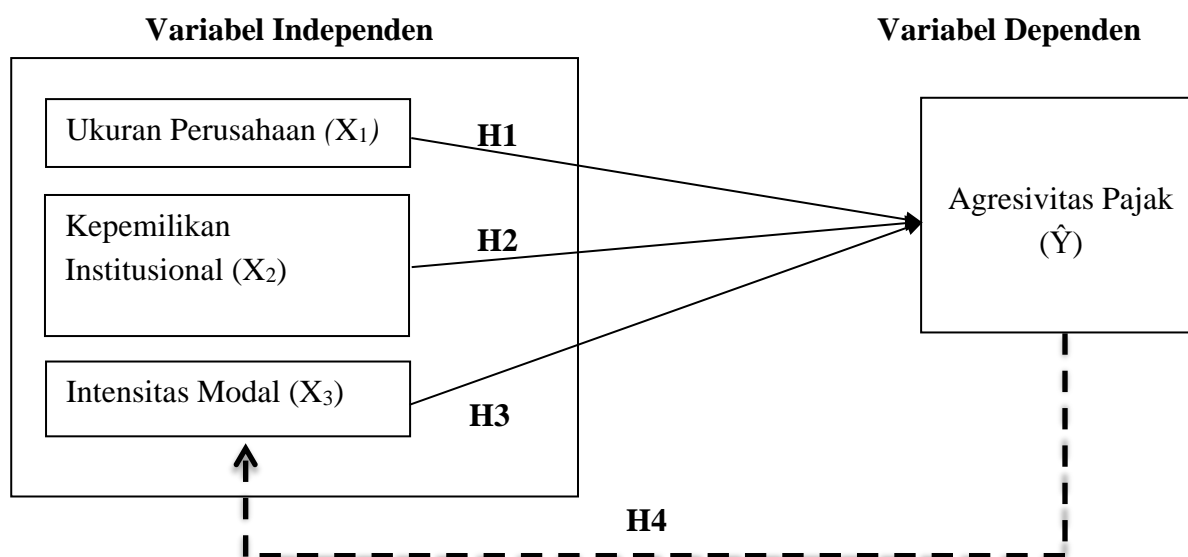 Variabel Independen
Variabel Dependen
Ukuran Perusahaan (X₁)
H1
Kepemilikan
Institusional (X₂)
H2
Agresivitas Pajak
(Ŷ)
Intensitas Modal (X₃)
H3
H4